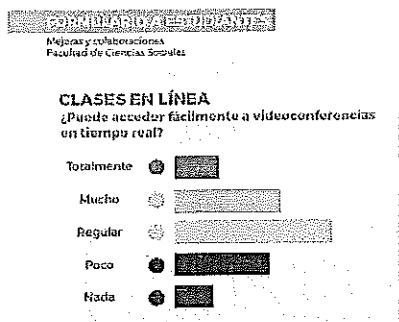 FORMULARIO A ESTUDIANTES
Mejoras y colaboraciones
Facultad de Ciencias Sociales
CLASES EN LÍNEA
¿Puede acceder fácilmente a videoconferencias
en tiempo real?
Totalmente
Mucho
Regular
Poco
Nada